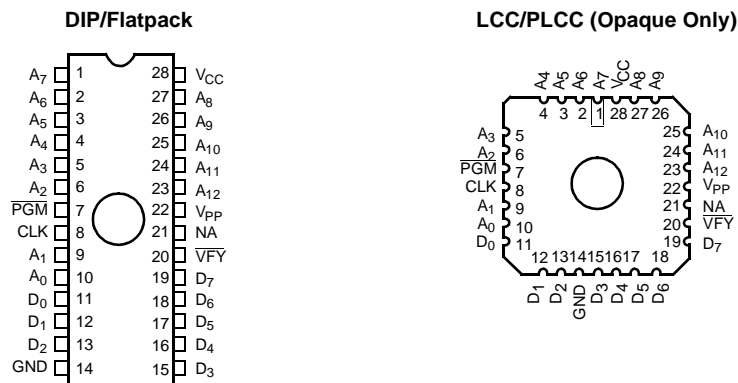 DIP/Flatpack
A7 1 28 VCC
A6 2 27 A8
A5 3 26 A9
A4 4 25 A10
A3 5 24 A11
A2 6 23 A12
PGM 7 22 VPP
CLK 8 21 NA
A1 9 20 VFY
A0 10 19 D7
D0 11 18 D6
D1 12 17 D5
D2 13 16 D4
GND 14 15 D3
LCC/PLCC (Opaque Only)
A4 A5 A6 A7 VCC A8 A9
4 3 2 1 28 27 26
A3 5 25 A10
A2 6 24 A11
PGM 7 23 A12
CLK 8 22 VPP
A1 9 21 NA
A0 10 20 VFY
D0 11 19 D7
12 13 14 15 16 17 18
D1 D2 GND D3 D4 D5 D6